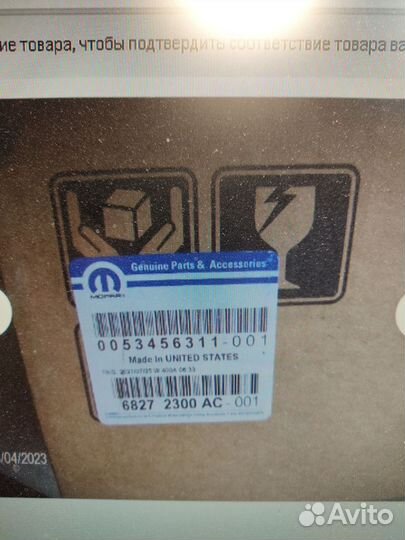 ие товара, чтобы подтвердить соответствие товара ва
Genuine Parts & Accessories
MOPAR
0053456311-001
Made in UNITED STATES
6827 2300 AC-001
/04/2023
Avito